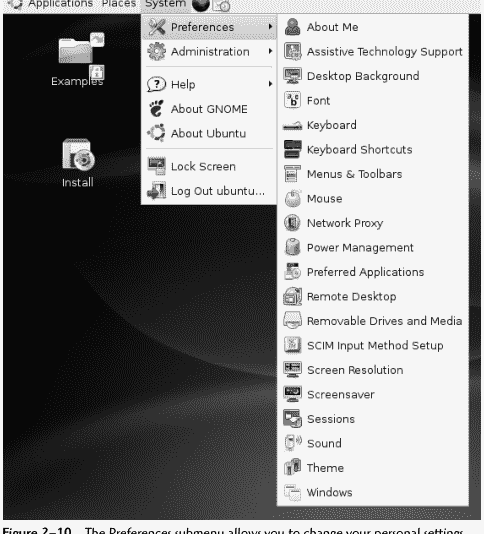 Applications Places System
Preferences
Administration
Help
About GNOME
About Ubuntu
Lock Screen
Log Out ubuntu...
About Me
Assistive Technology Support
Desktop Background
Font
Keyboard
Keyboard Shortcuts
Menus & Toolbars
Mouse
Network Proxy
Power Management
Preferred Applications
Remote Desktop
Removable Drives and Media
SCIM Input Method Setup
Screen Resolution
Screensaver
Sessions
Sound
Theme
Windows
Examples
Install
Figure 2–10 The Preferences submenu allows you to change your personal settings